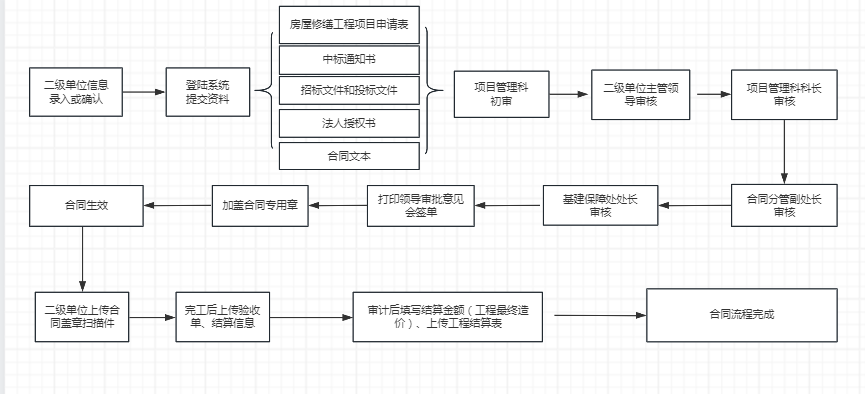 房屋修缮工程项目申请表
中标通知书
招标文件和投标文件
法人授权书
合同文本
二级单位信息
录入或确认
登陆系统
提交资料
项目管理科
初审
二级单位主管领
导审核
项目管理科科长
审核
合同分管副处长
审核
基建保障处处长
审核
打印领导审批意见
会签单
加盖合同专用章
合同生效
二级单位上传合
同盖章扫描件
完工后上传验收
单、结算信息
审计后填写结算金额（工程最终造
价）、上传工程结算表
合同流程完成